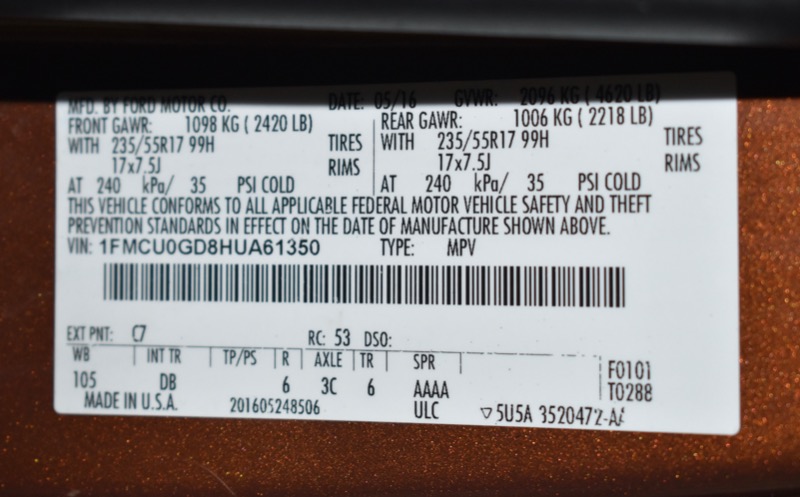 MFD. BY FORD MOTOR CO. DATE: 05/16 GVWR: 2096 KG ( 4620 LB)
FRONT GAWR: 1098 KG ( 2420 LB) REAR GAWR: 1006 KG ( 2218 LB)
WITH 235/55R17 99H TIRES WITH 235/55R17 99H TIRES
17x7.5J RIMS 17x7.5J RIMS
AT 240 kPa/ 35 PSI COLD AT 240 kPa/ 35 PSI COLD
THIS VEHICLE CONFORMS TO ALL APPLICABLE FEDERAL MOTOR VEHICLE SAFETY AND THEFT
PREVENTION STANDARDS IN EFFECT ON THE DATE OF MANUFACTURE SHOWN ABOVE.
VIN: 1FMCU0GD8HUA61350 TYPE: MPV
EXT PNT: C7 RC: 53 DSO:
WB INT TR TP/PS R AXLE TR SPR F0101
105 DB 6 3C 6 AAAA T0288
MADE IN U.S.A. 201605248506 ULC ▽5U5A 3520472-AA